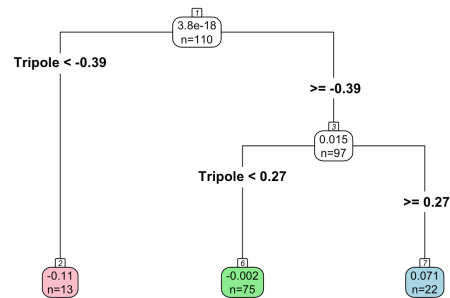 1
3.8e-18
n=110
Tripole < -0.39
>= -0.39
3
0.015
n=97
Tripole < 0.27
>= 0.27
2
-0.11
n=13
6
-0.002
n=75
7
0.071
n=22